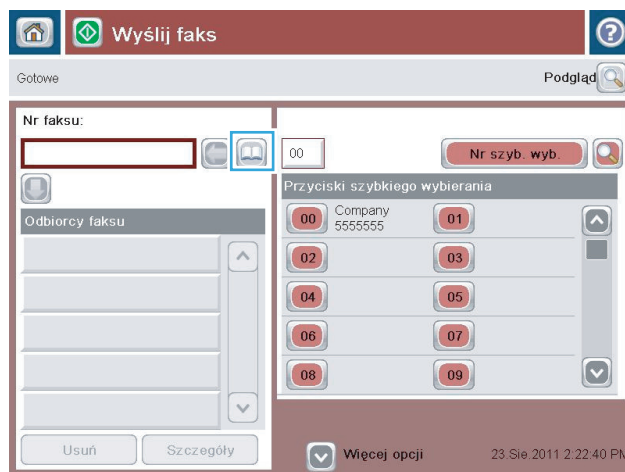 Wyślij faks
Gotowe
Podgląd
Nr faksu:
00
Nr szyb. wyb.
Przyciski szybkiego wybierania
Odbiorcy faksu
00 Company 01
5555555
02 03
04 05
06 07
08 09
Usuń Szczegóły
Więcej opcji
23.Sie.2011 2:22:40 PM